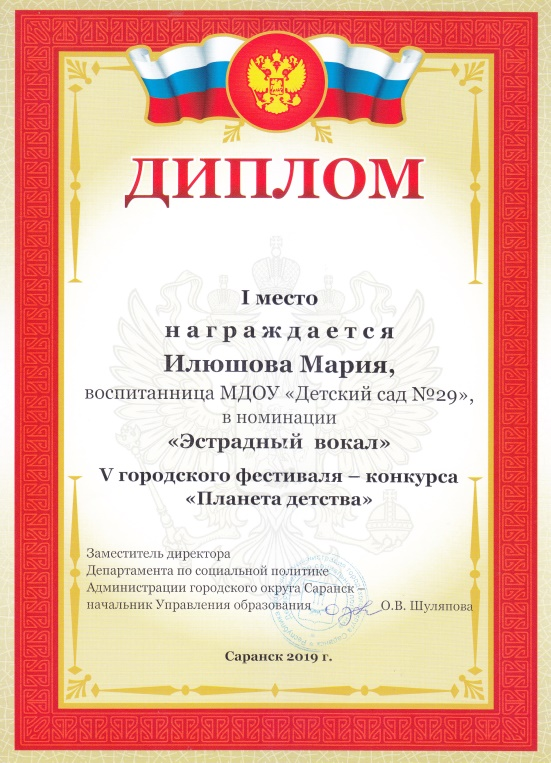 ДИПЛОМ
I место
награждается
Илюшова Мария,
воспитанница МДОУ «Детский сад №29»,
в номинации
«Эстрадный вокал»
V городского фестиваля – конкурса
«Планета детства»
Заместитель директора
Департамента по социальной политике
Администрации городского округа Саранск –
начальник Управления образования О.В. Шуляпова
Саранск 2019 г.